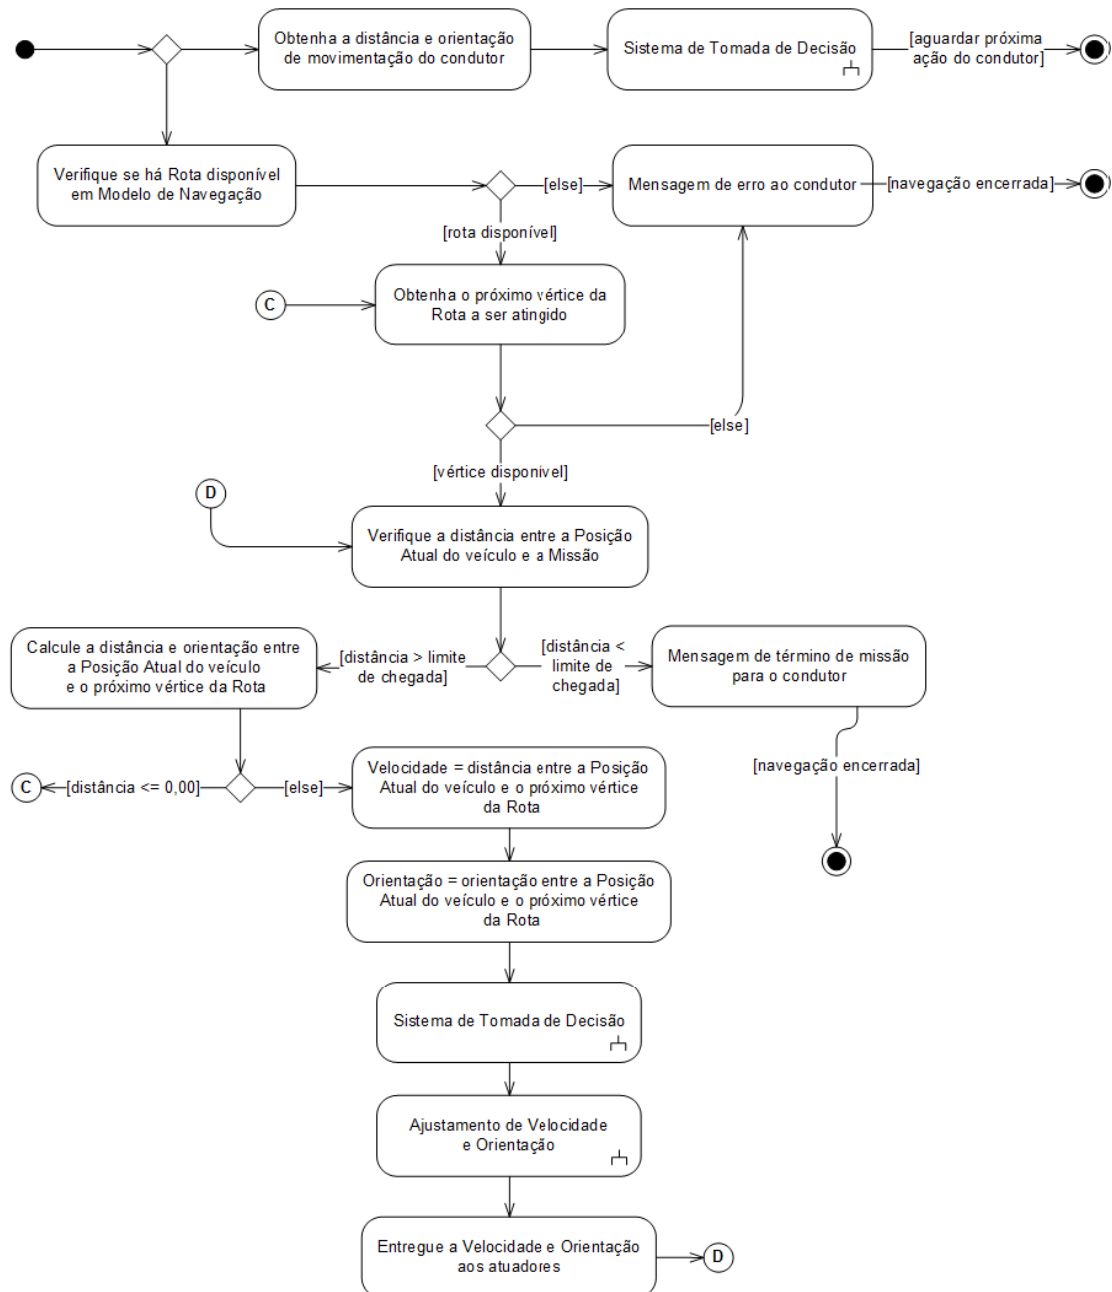 Obtenha a distância e orientação
de movimentação do condutor
Sistema de Tomada de Decisão
[aguardar próxima
ação do condutor]
Verifique se há Rota disponível
em Modelo de Navegação
[else]
Mensagem de erro ao condutor
[navegação encerrada]
[rota disponível]
C
Obtenha o próximo vértice da
Rota a ser atingido
[else]
[vértice disponível]
D
Verifique a distância entre a Posição
Atual do veículo e a Missão
Calcule a distância e orientação entre
a Posição Atual do veículo
e o próximo vértice da Rota
[distância > limite
de chegada]
[distância <
limite de
chegada]
Mensagem de término de missão
para o condutor
[navegação encerrada]
C
[distância <= 0,00]
[else]
Velocidade = distância entre a Posição
Atual do veículo e o próximo vértice
da Rota
Orientação = orientação entre a Posição
Atual do veículo e o próximo vértice
da Rota
Sistema de Tomada de Decisão
Ajustamento de Velocidade
e Orientação
Entregue a Velocidade e Orientação
aos atuadores
D